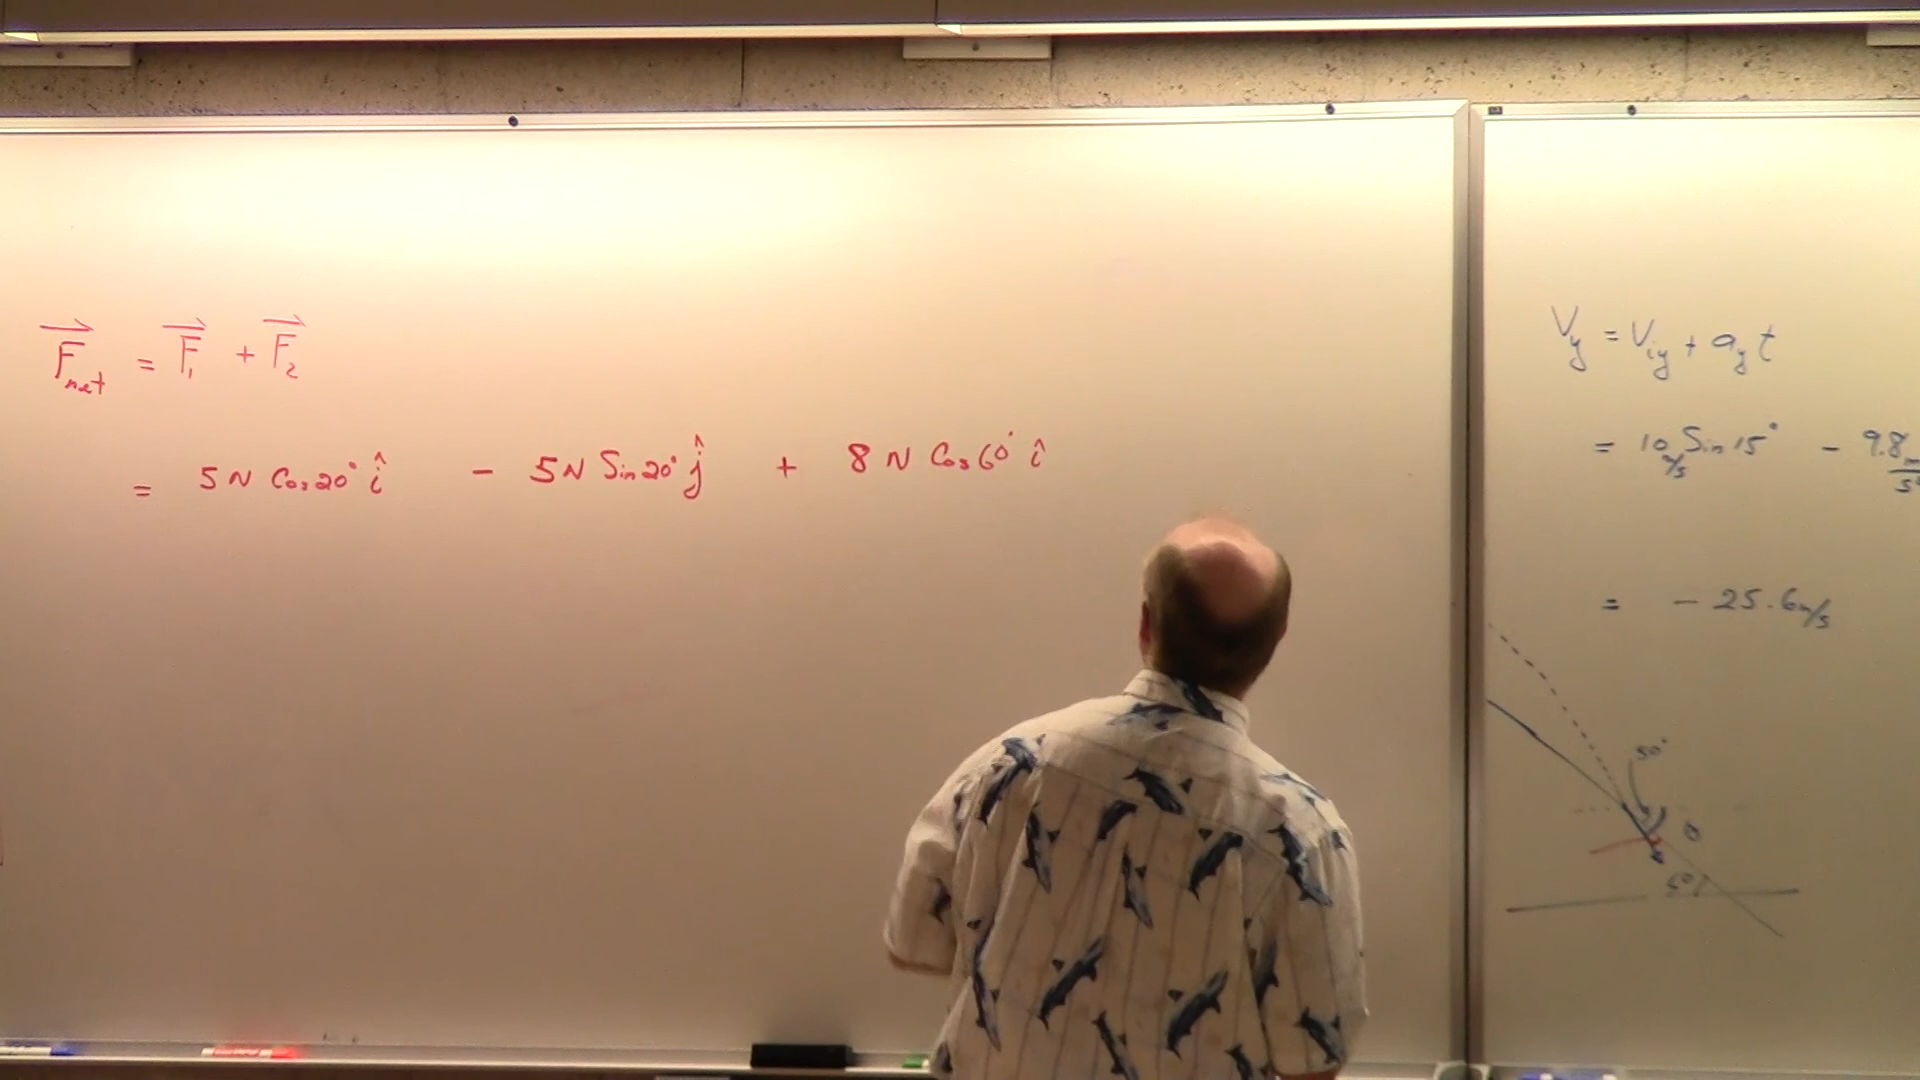 F⃗net = F⃗₁ + F⃗₂
= 5 N Cos 20° î - 5 N Sin 20° ĵ + 8 N Cos 60° î
Vy = Viy + ay t
= 10 m/s Sin 15° - 9.8 m/s²
= - 25.6 m/s
50°
θ